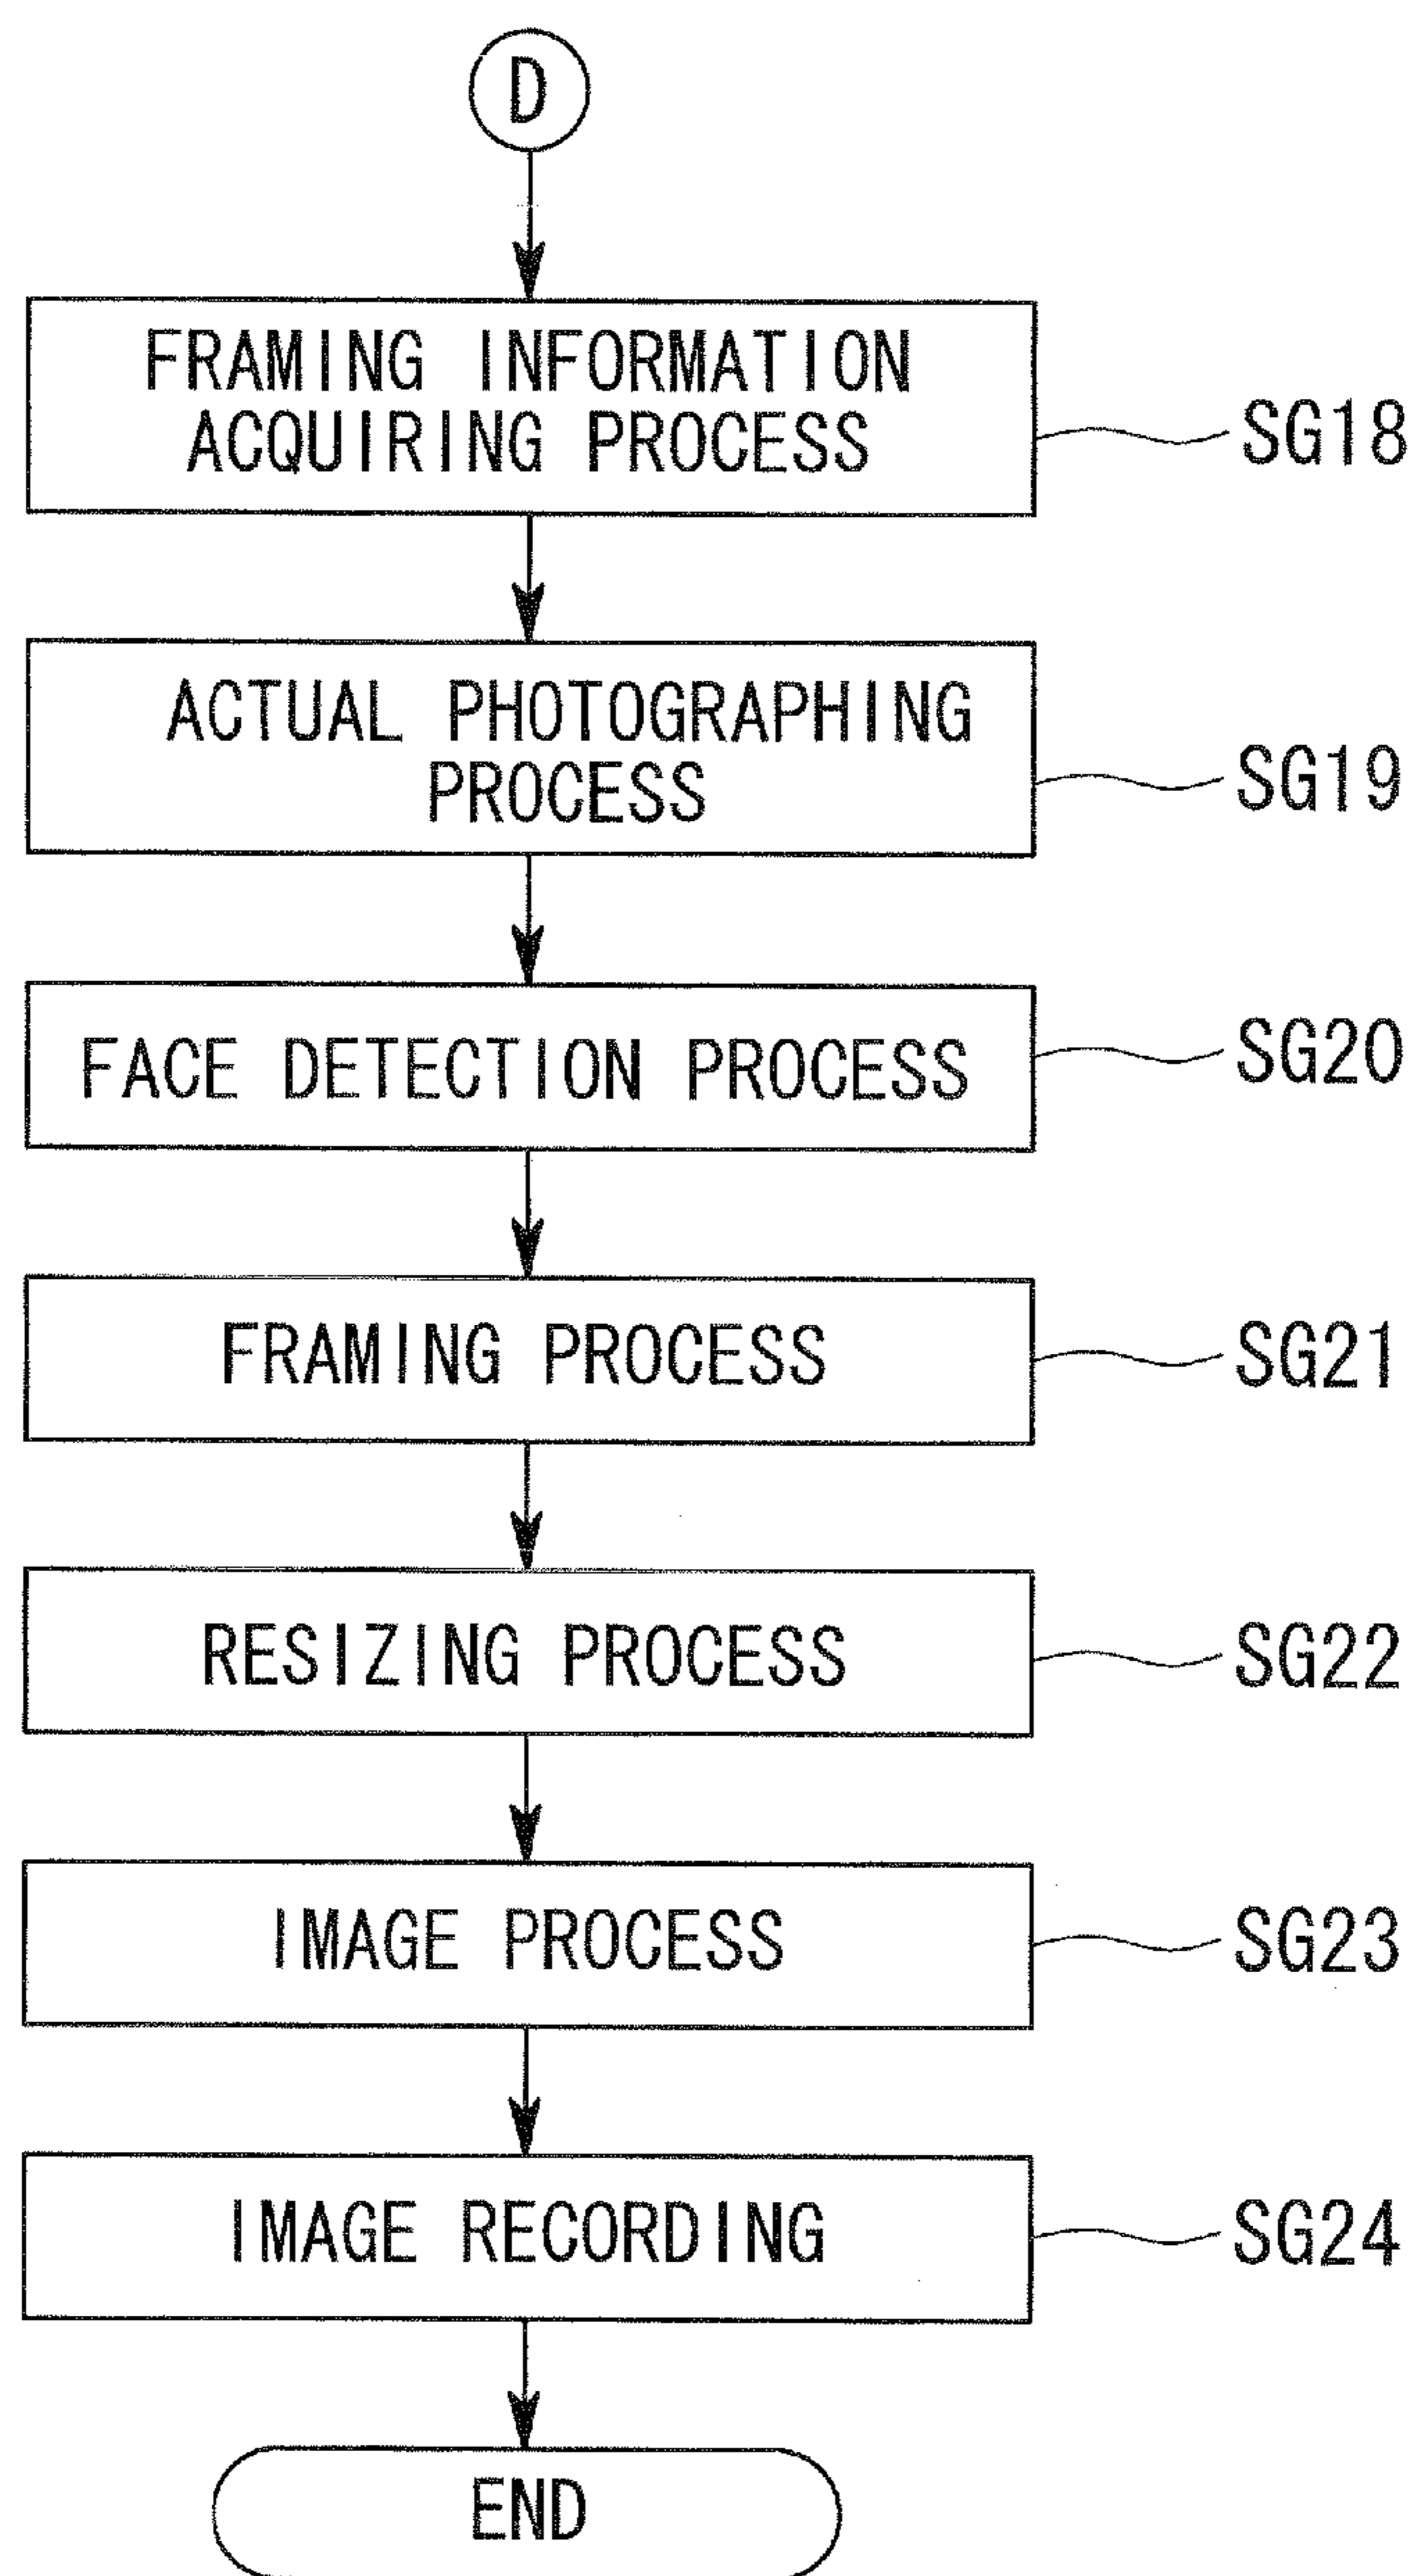 D
FRAMING INFORMATION
ACQUIRING PROCESS
SG18
ACTUAL PHOTOGRAPHING
PROCESS
SG19
FACE DETECTION PROCESS
SG20
FRAMING PROCESS
SG21
RESIZING PROCESS
SG22
IMAGE PROCESS
SG23
IMAGE RECORDING
SG24
END